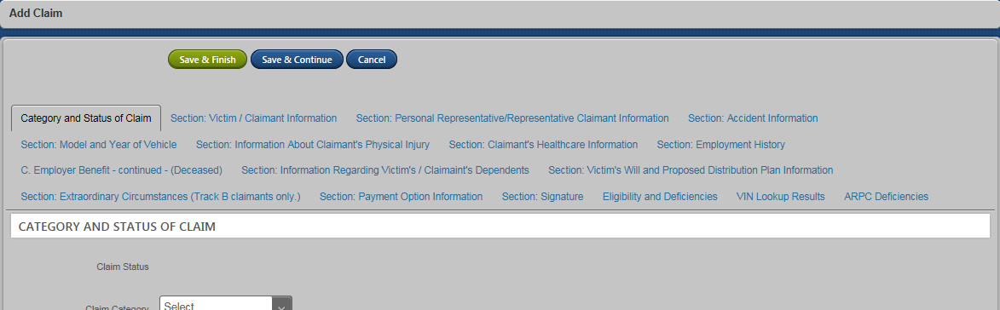 Add Claim
Save & Finish Save & Continue Cancel
Category and Status of Claim Section: Victim / Claimant Information Section: Personal Representative/Representative Claimant Information Section: Accident Information
Section: Model and Year of Vehicle Section: Information About Claimant's Physical Injury Section: Claimant's Healthcare Information Section: Employment History
C. Employer Benefit - continued - (Deceased) Section: Information Regarding Victim's / Claimaint's Dependents Section: Victim's Will and Proposed Distribution Plan Information
Section: Extraordinary Circumstances (Track B claimants only.) Section: Payment Option Information Section: Signature Eligibility and Deficiencies VIN Lookup Results ARPC Deficiencies
CATEGORY AND STATUS OF CLAIM
Claim Status
Claim Category Select